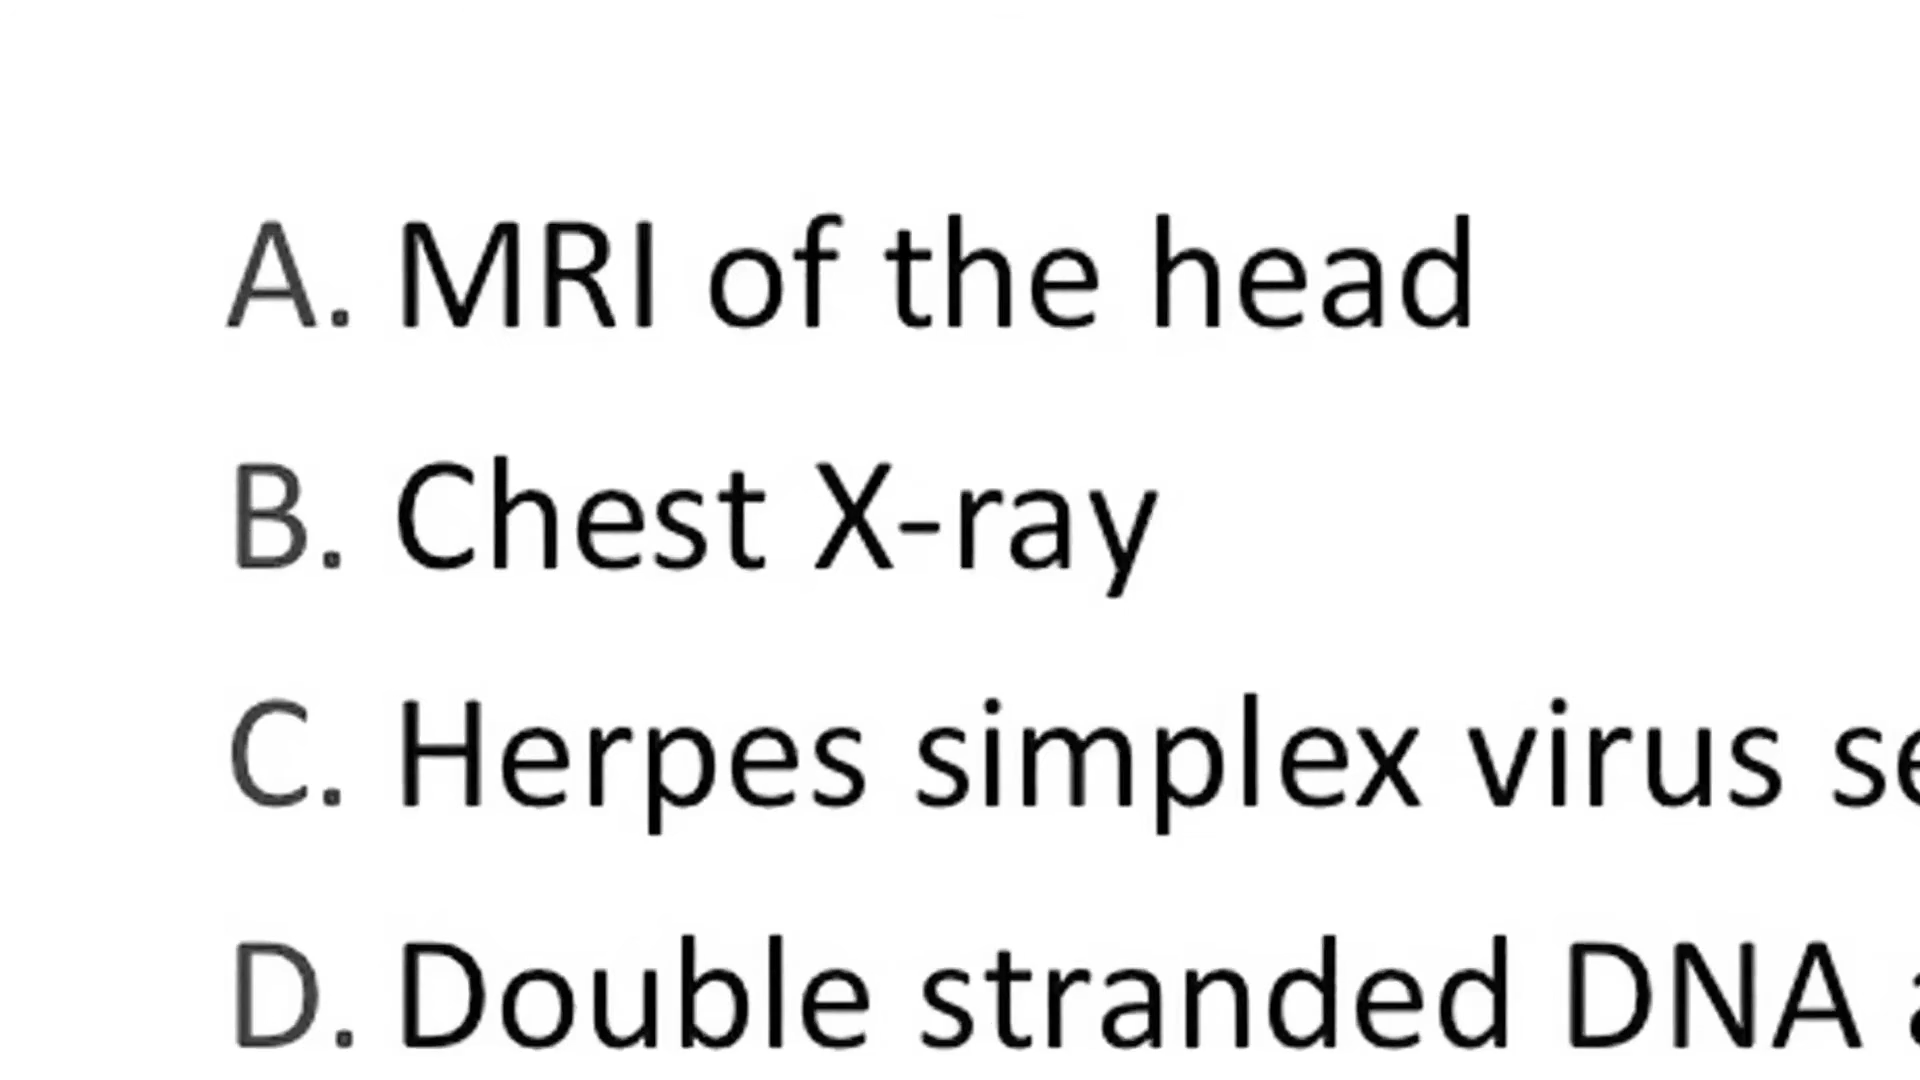 A. MRI of the head
B. Chest X-ray
C. Herpes simplex virus
D. Double stranded DNA